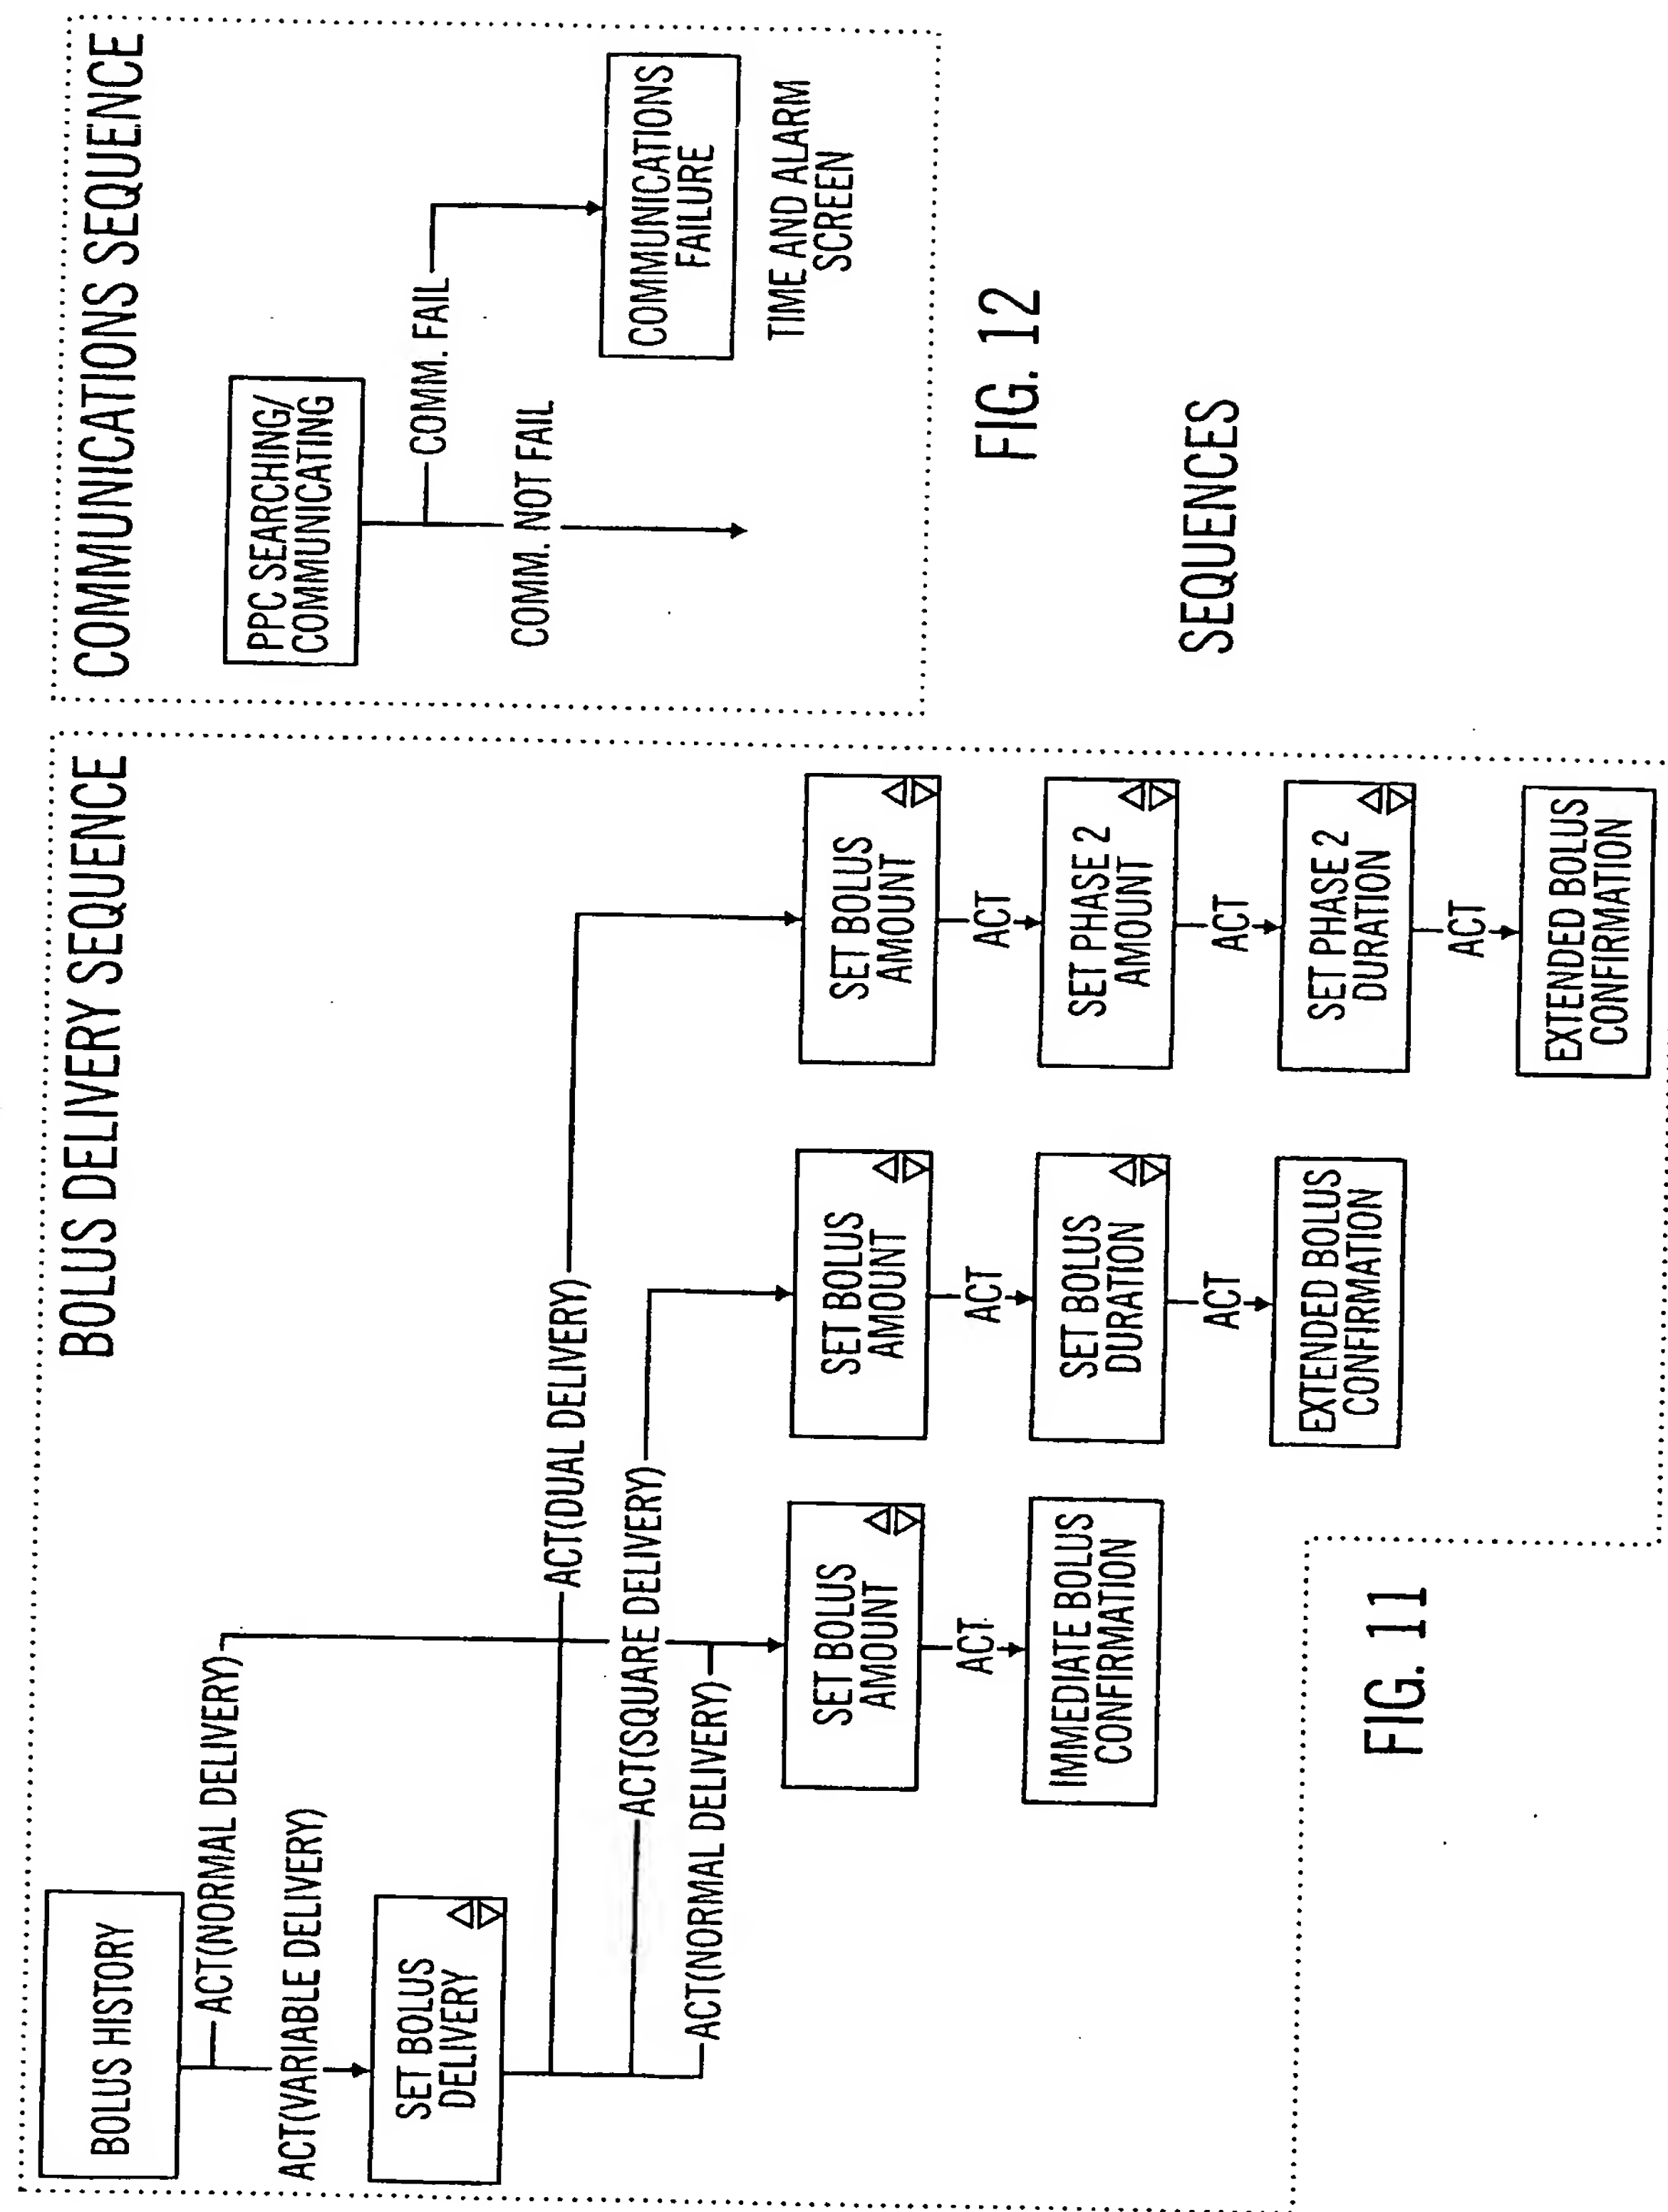 BOLUS DELIVERY SEQUENCE
BOLUS HISTORY
ACT(NORMAL DELIVERY)
ACT(VARIABLE DELIVERY)
SET BOLUS
DELIVERY
ACT(DUAL DELIVERY)
ACT(SQUARE DELIVERY)
ACT(NORMAL DELIVERY)
SET BOLUS
AMOUNT
ACT
IMMEDIATE BOLUS
CONFIRMATION
SET BOLUS
AMOUNT
ACT
SET BOLUS
DURATION
ACT
EXTENDED BOLUS
CONFIRMATION
SET BOLUS
AMOUNT
ACT
SET PHASE 2
AMOUNT
ACT
SET PHASE 2
DURATION
ACT
EXTENDED BOLUS
CONFIRMATION
FIG. 11
COMMUNICATIONS SEQUENCE
PPC SEARCHING/
COMMUNICATING
COMM. FAIL
COMM. NOT FAIL
COMMUNICATIONS
FAILURE
TIME AND ALARM
SCREEN
FIG. 12
SEQUENCES